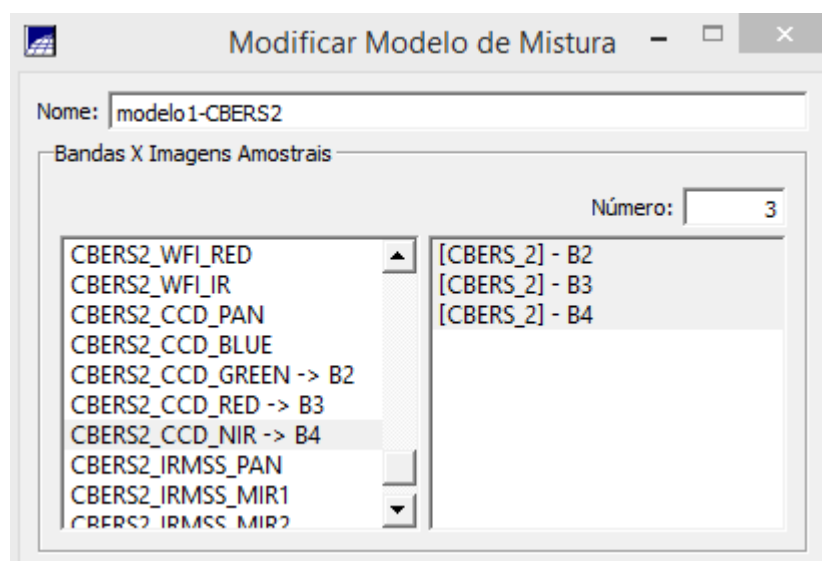 Modificar Modelo de Mistura
Nome: modelo1-CBERS2
Bandas X Imagens Amostrais
Número: 3
CBERS2_WFI_RED
CBERS2_WFI_IR
CBERS2_CCD_PAN
CBERS2_CCD_BLUE
CBERS2_CCD_GREEN -> B2
CBERS2_CCD_RED -> B3
CBERS2_CCD_NIR -> B4
CBERS2_IRMSS_PAN
CBERS2_IRMSS_MIR1
CBERS2_IRMSS_MIR2
[CBERS_2] - B2
[CBERS_2] - B3
[CBERS_2] - B4